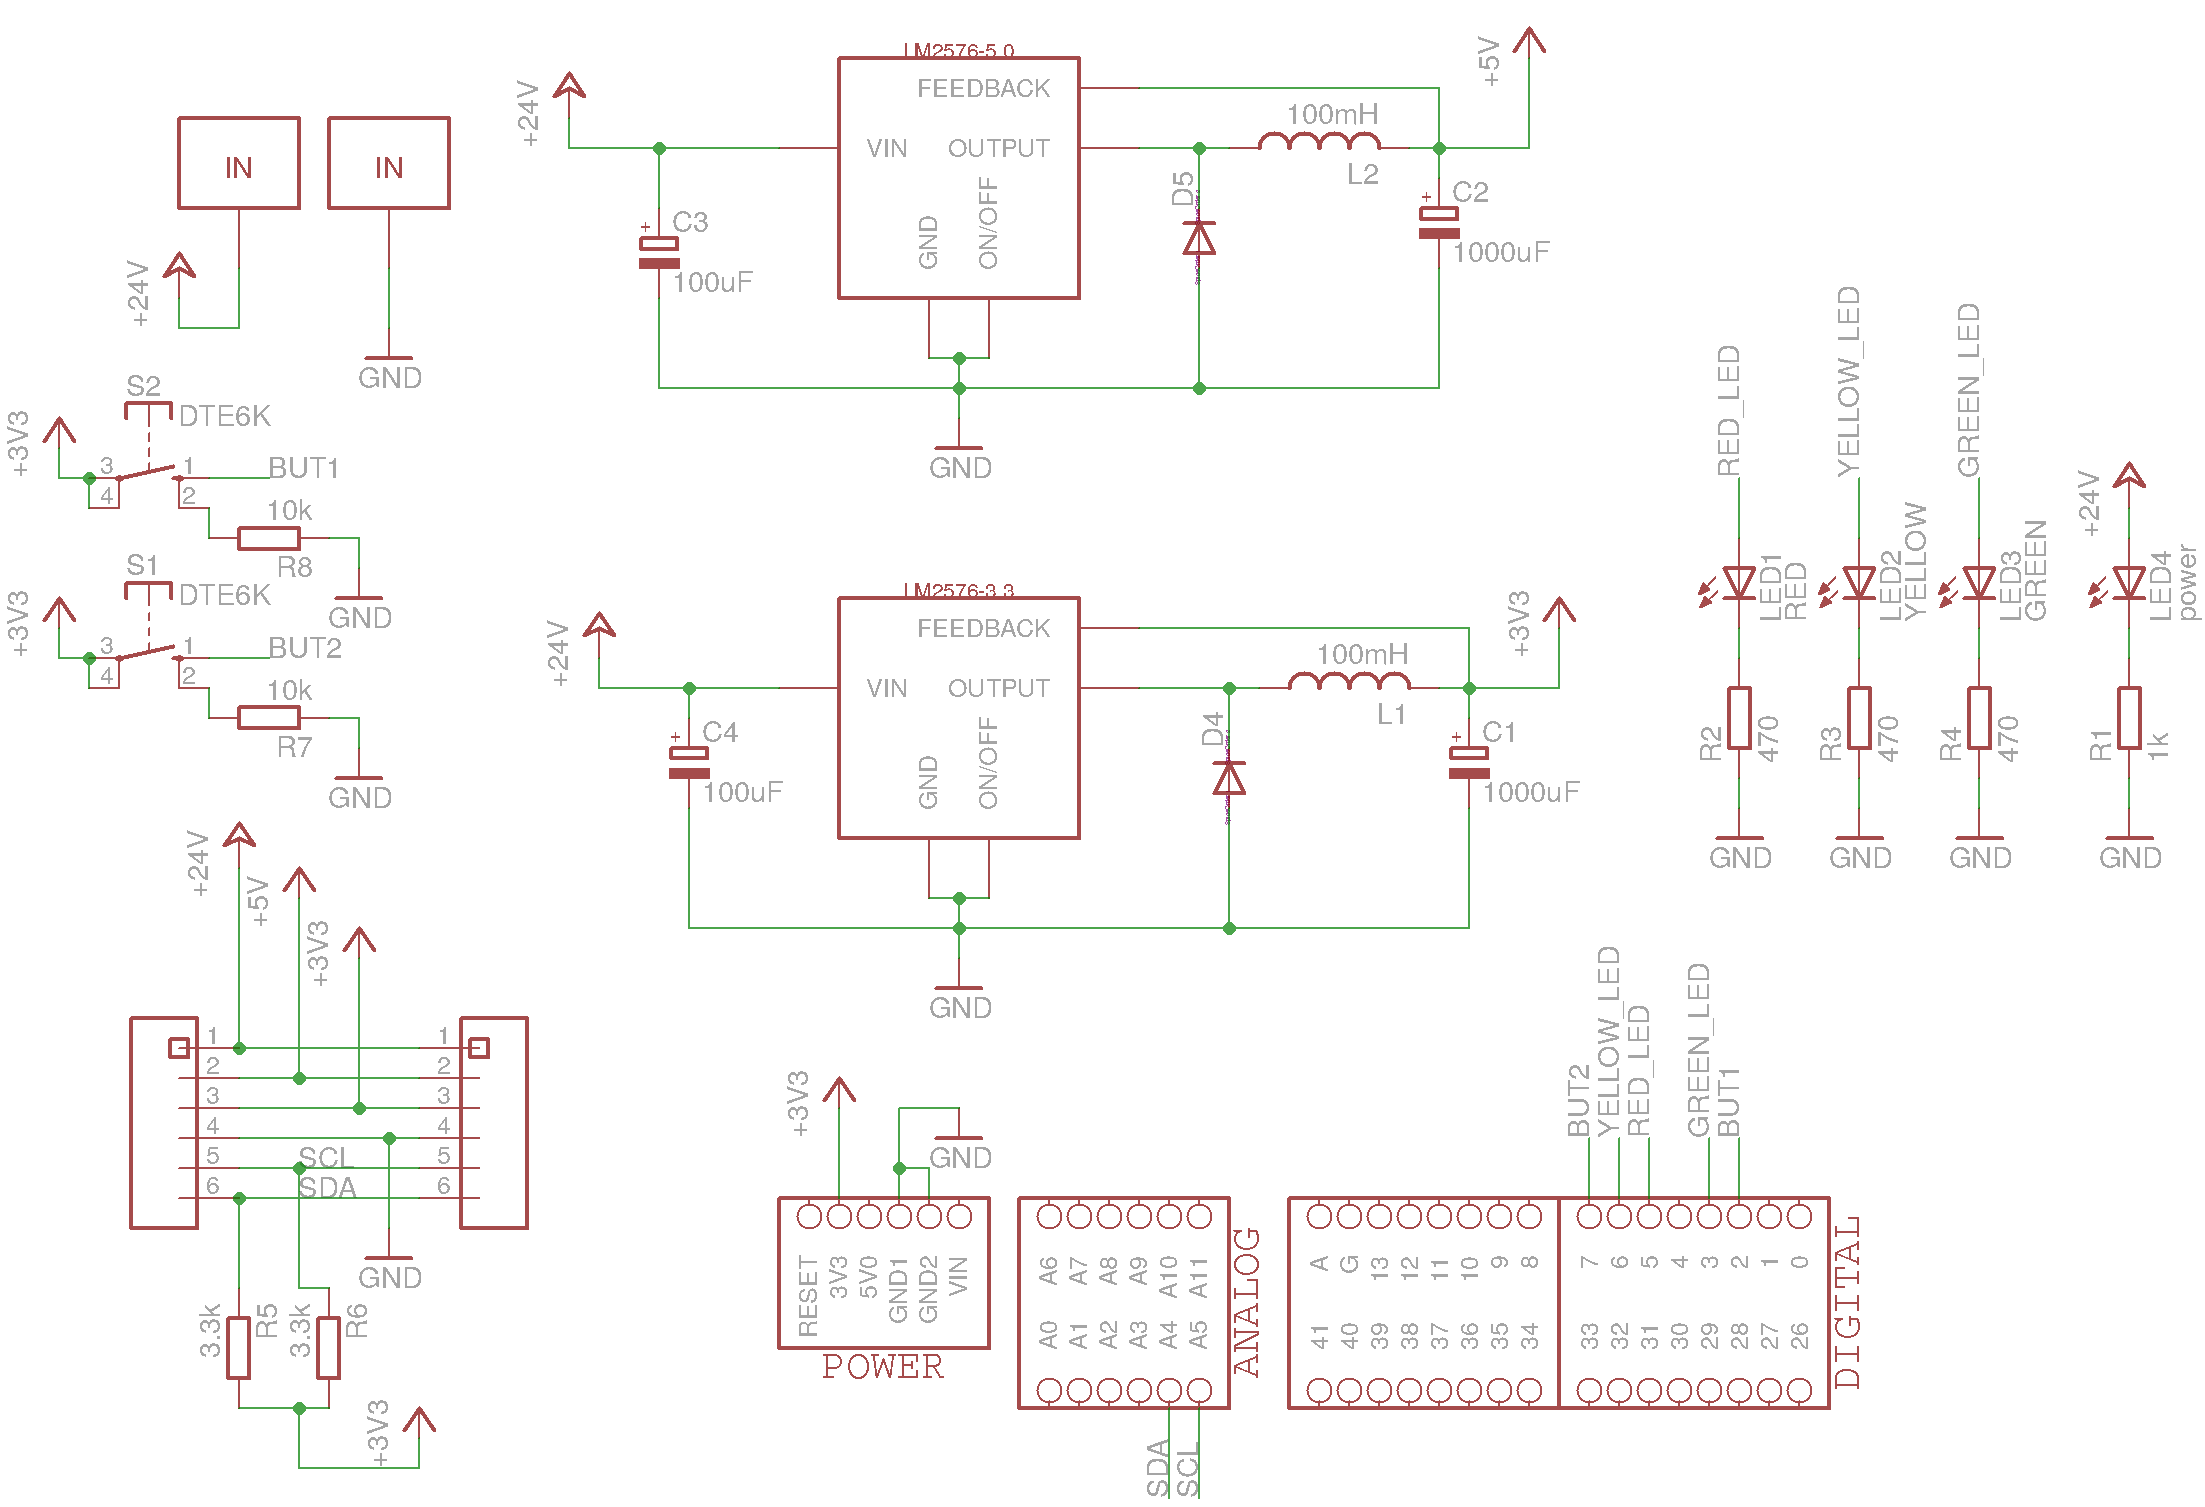 IN
IN
+24V
GND
S2
DTE6K
+3V3
3
4
1
2
BUT1
10k
R8
GND
S1
DTE6K
+3V3
3
4
1
2
BUT2
10k
R7
GND
LM2576-5.0
+24V
FEEDBACK
VIN
OUTPUT
GND
ON/OFF
C3
100uF
D5
100mH
L2
+5V
C2
1000uF
GND
LM2576-3.3
+24V
FEEDBACK
VIN
OUTPUT
GND
ON/OFF
C4
100uF
D4
100mH
L1
+3V3
C1
1000uF
GND
RED_LED
YELLOW_LED
GREEN_LED
+24V
LED1
RED
LED2
YELLOW
LED3
GREEN
LED4
power
R2
470
R3
470
R4
470
R1
1k
GND
GND
GND
GND
+24V
+5V
+3V3
1
2
3
4
5
6
SCL
SDA
1
2
3
4
5
6
GND
3.3k
R5
3.3k
R6
+3V3
+3V3
GND
RESET
3V3
5V0
GND1
GND2
VIN
POWER
A6
A7
A8
A9
A10
A11
A0
A1
A2
A3
A4
A5
ANALOG
SDA
SCL
BUT2
YELLOW_LED
RED_LED
GREEN_LED
BUT1
A
G
13
12
11
10
9
8
7
6
5
4
3
2
1
0
41
40
39
38
37
36
35
34
33
32
31
30
29
28
27
26
DIGITAL